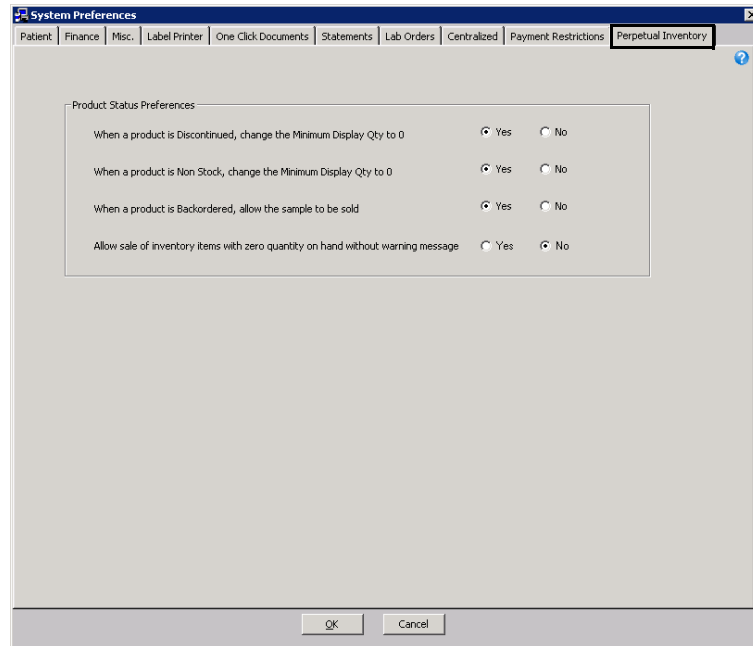 System Preferences
Patient Finance Misc. Label Printer One Click Documents Statements Lab Orders Centralized Payment Restrictions Perpetual Inventory
Product Status Preferences
When a product is Discontinued, change the Minimum Display Qty to 0 Yes No
When a product is Non Stock, change the Minimum Display Qty to 0 Yes No
When a product is Backordered, allow the sample to be sold Yes No
Allow sale of inventory items with zero quantity on hand without warning message Yes No
OK Cancel